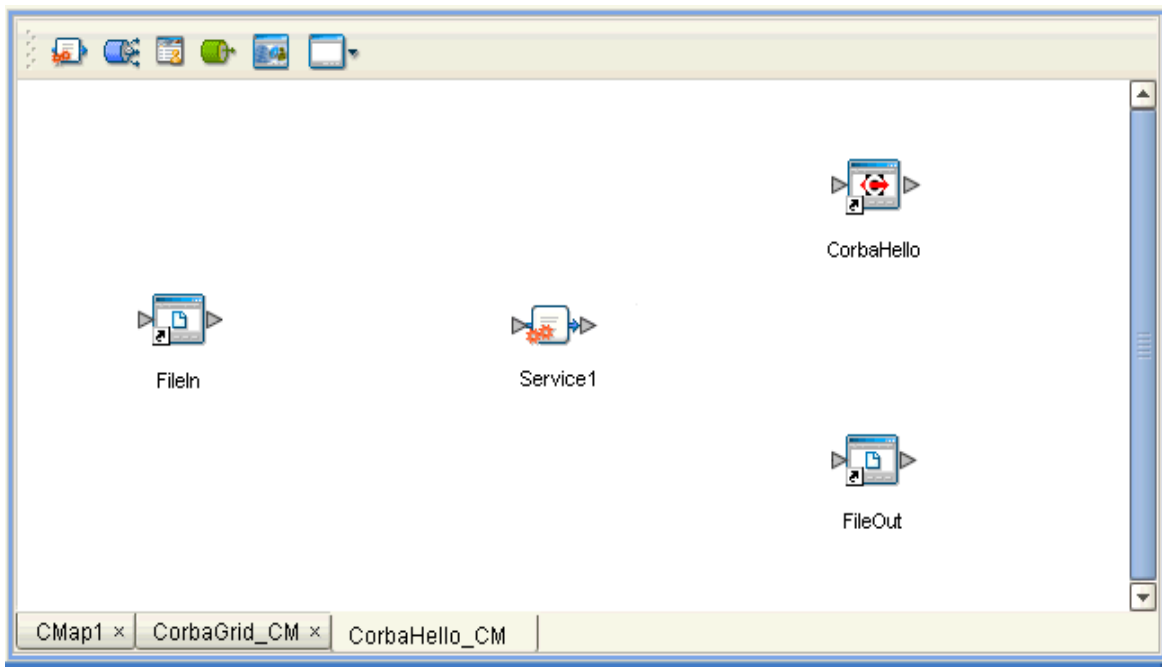 CorbaHello
FileIn
Service1
FileOut
CMap1 ×
CorbaGrid_CM ×
CorbaHello_CM